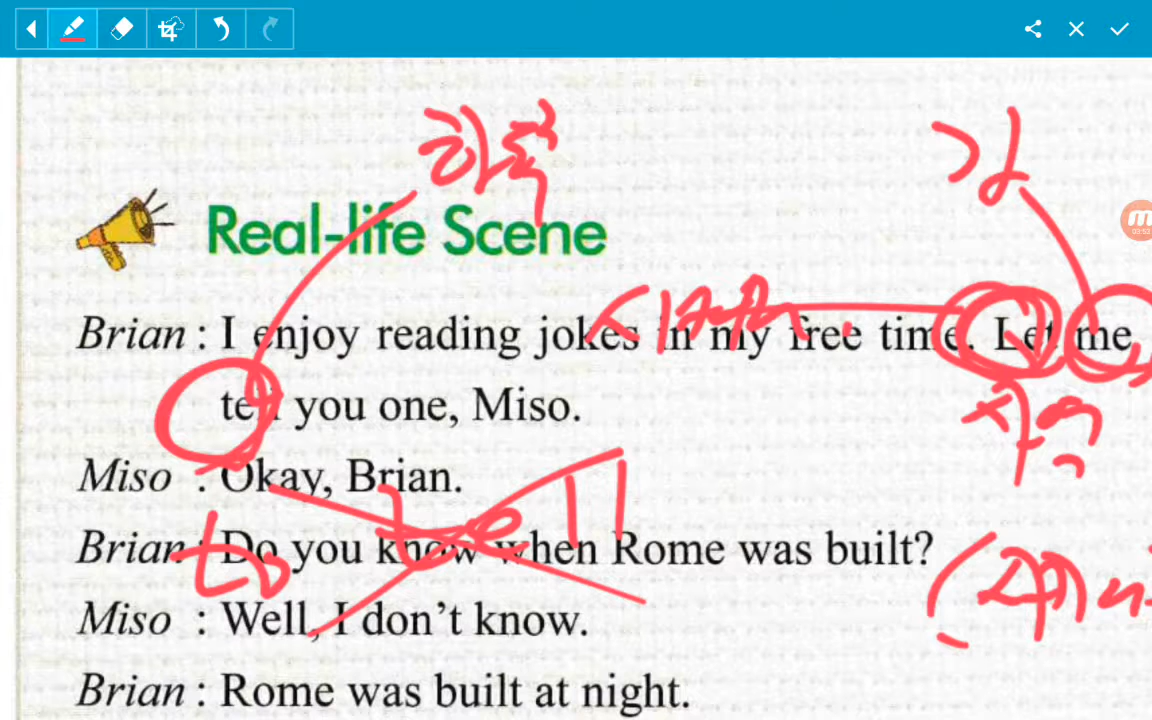 Real-life Scene
Brian : I enjoy reading jokes in my free time. Let me
tell you one, Miso.
Miso : Okay, Brian.
Brian : Do you know when Rome was built?
to tell
Miso : Well, I don't know.
Brian : Rome was built at night.